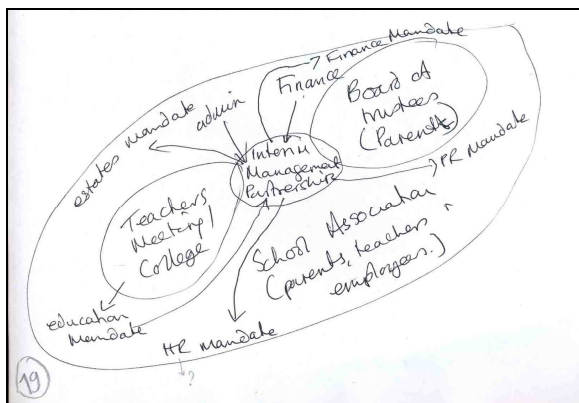 Finance Mandate
Finance
admin
estates mandate
Board of
trustees
(Parents)
Interim
Management
Partnerships
PR Mandate
Teachers
Meeting/
College
School Association
(parents, teachers,
employees.)
education
Mandate
HR Mandate
?
19